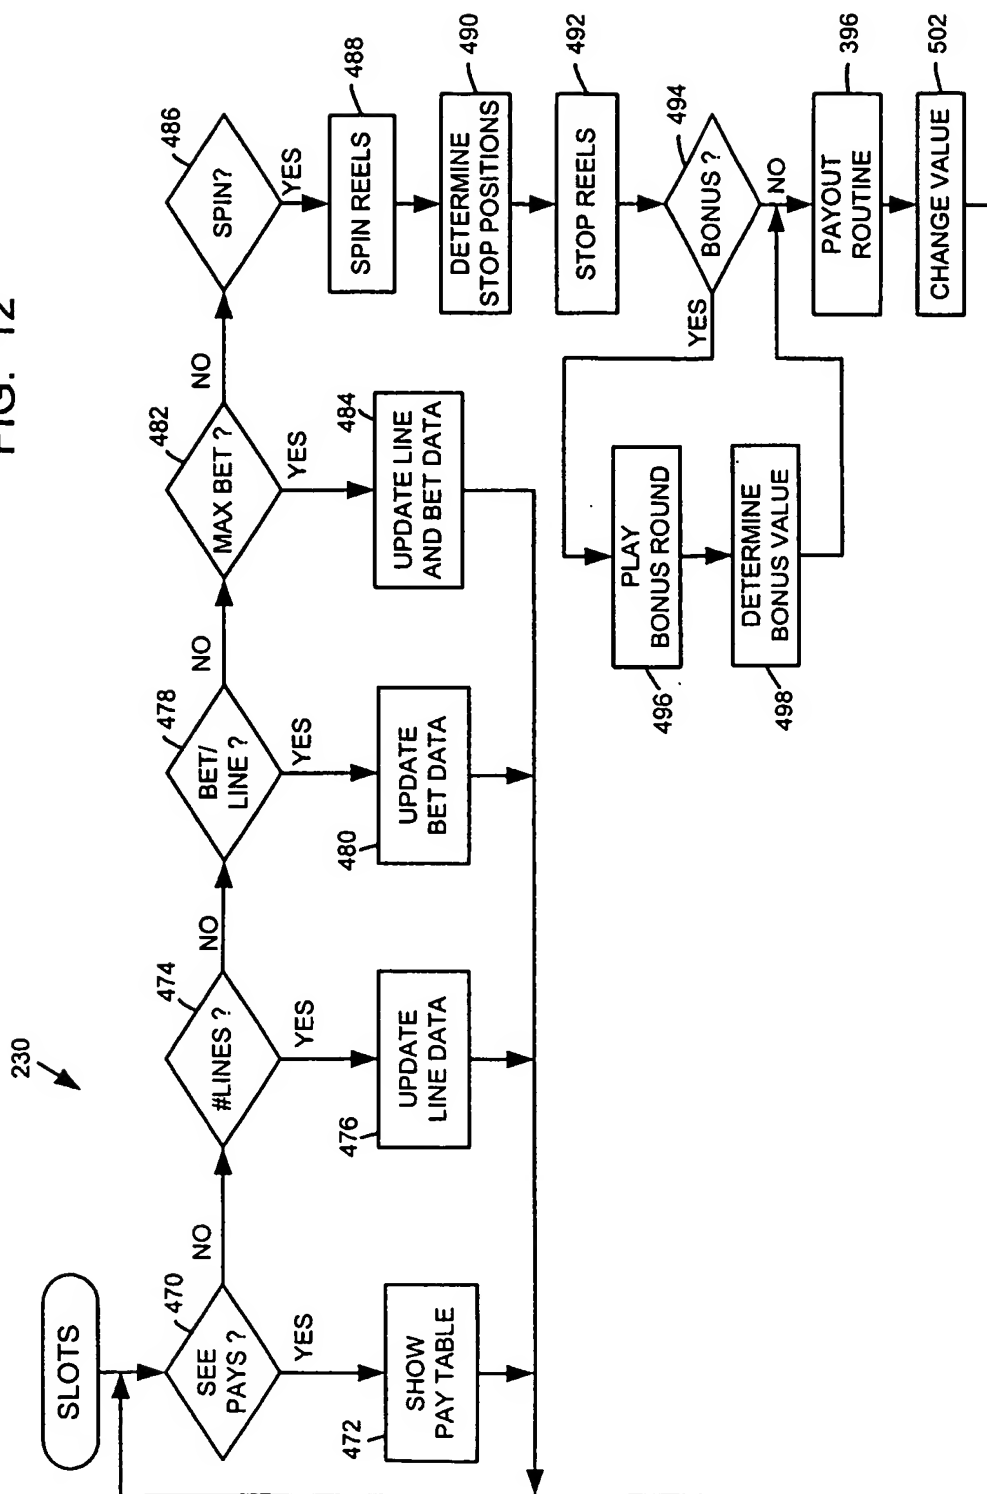 FIG. 12
230
SLOTS
470
SEE
PAYS ?
NO
YES
472
SHOW
PAY TABLE
474
#LINES ?
NO
YES
476
UPDATE
LINE DATA
478
BET/
LINE ?
NO
YES
480
UPDATE
BET DATA
482
MAX BET ?
NO
YES
484
UPDATE LINE
AND BET DATA
486
SPIN?
YES
488
SPIN REELS
490
DETERMINE
STOP POSITIONS
492
STOP REELS
494
BONUS ?
YES
NO
496
PLAY
BONUS ROUND
498
DETERMINE
BONUS VALUE
396
PAYOUT
ROUTINE
502
CHANGE VALUE